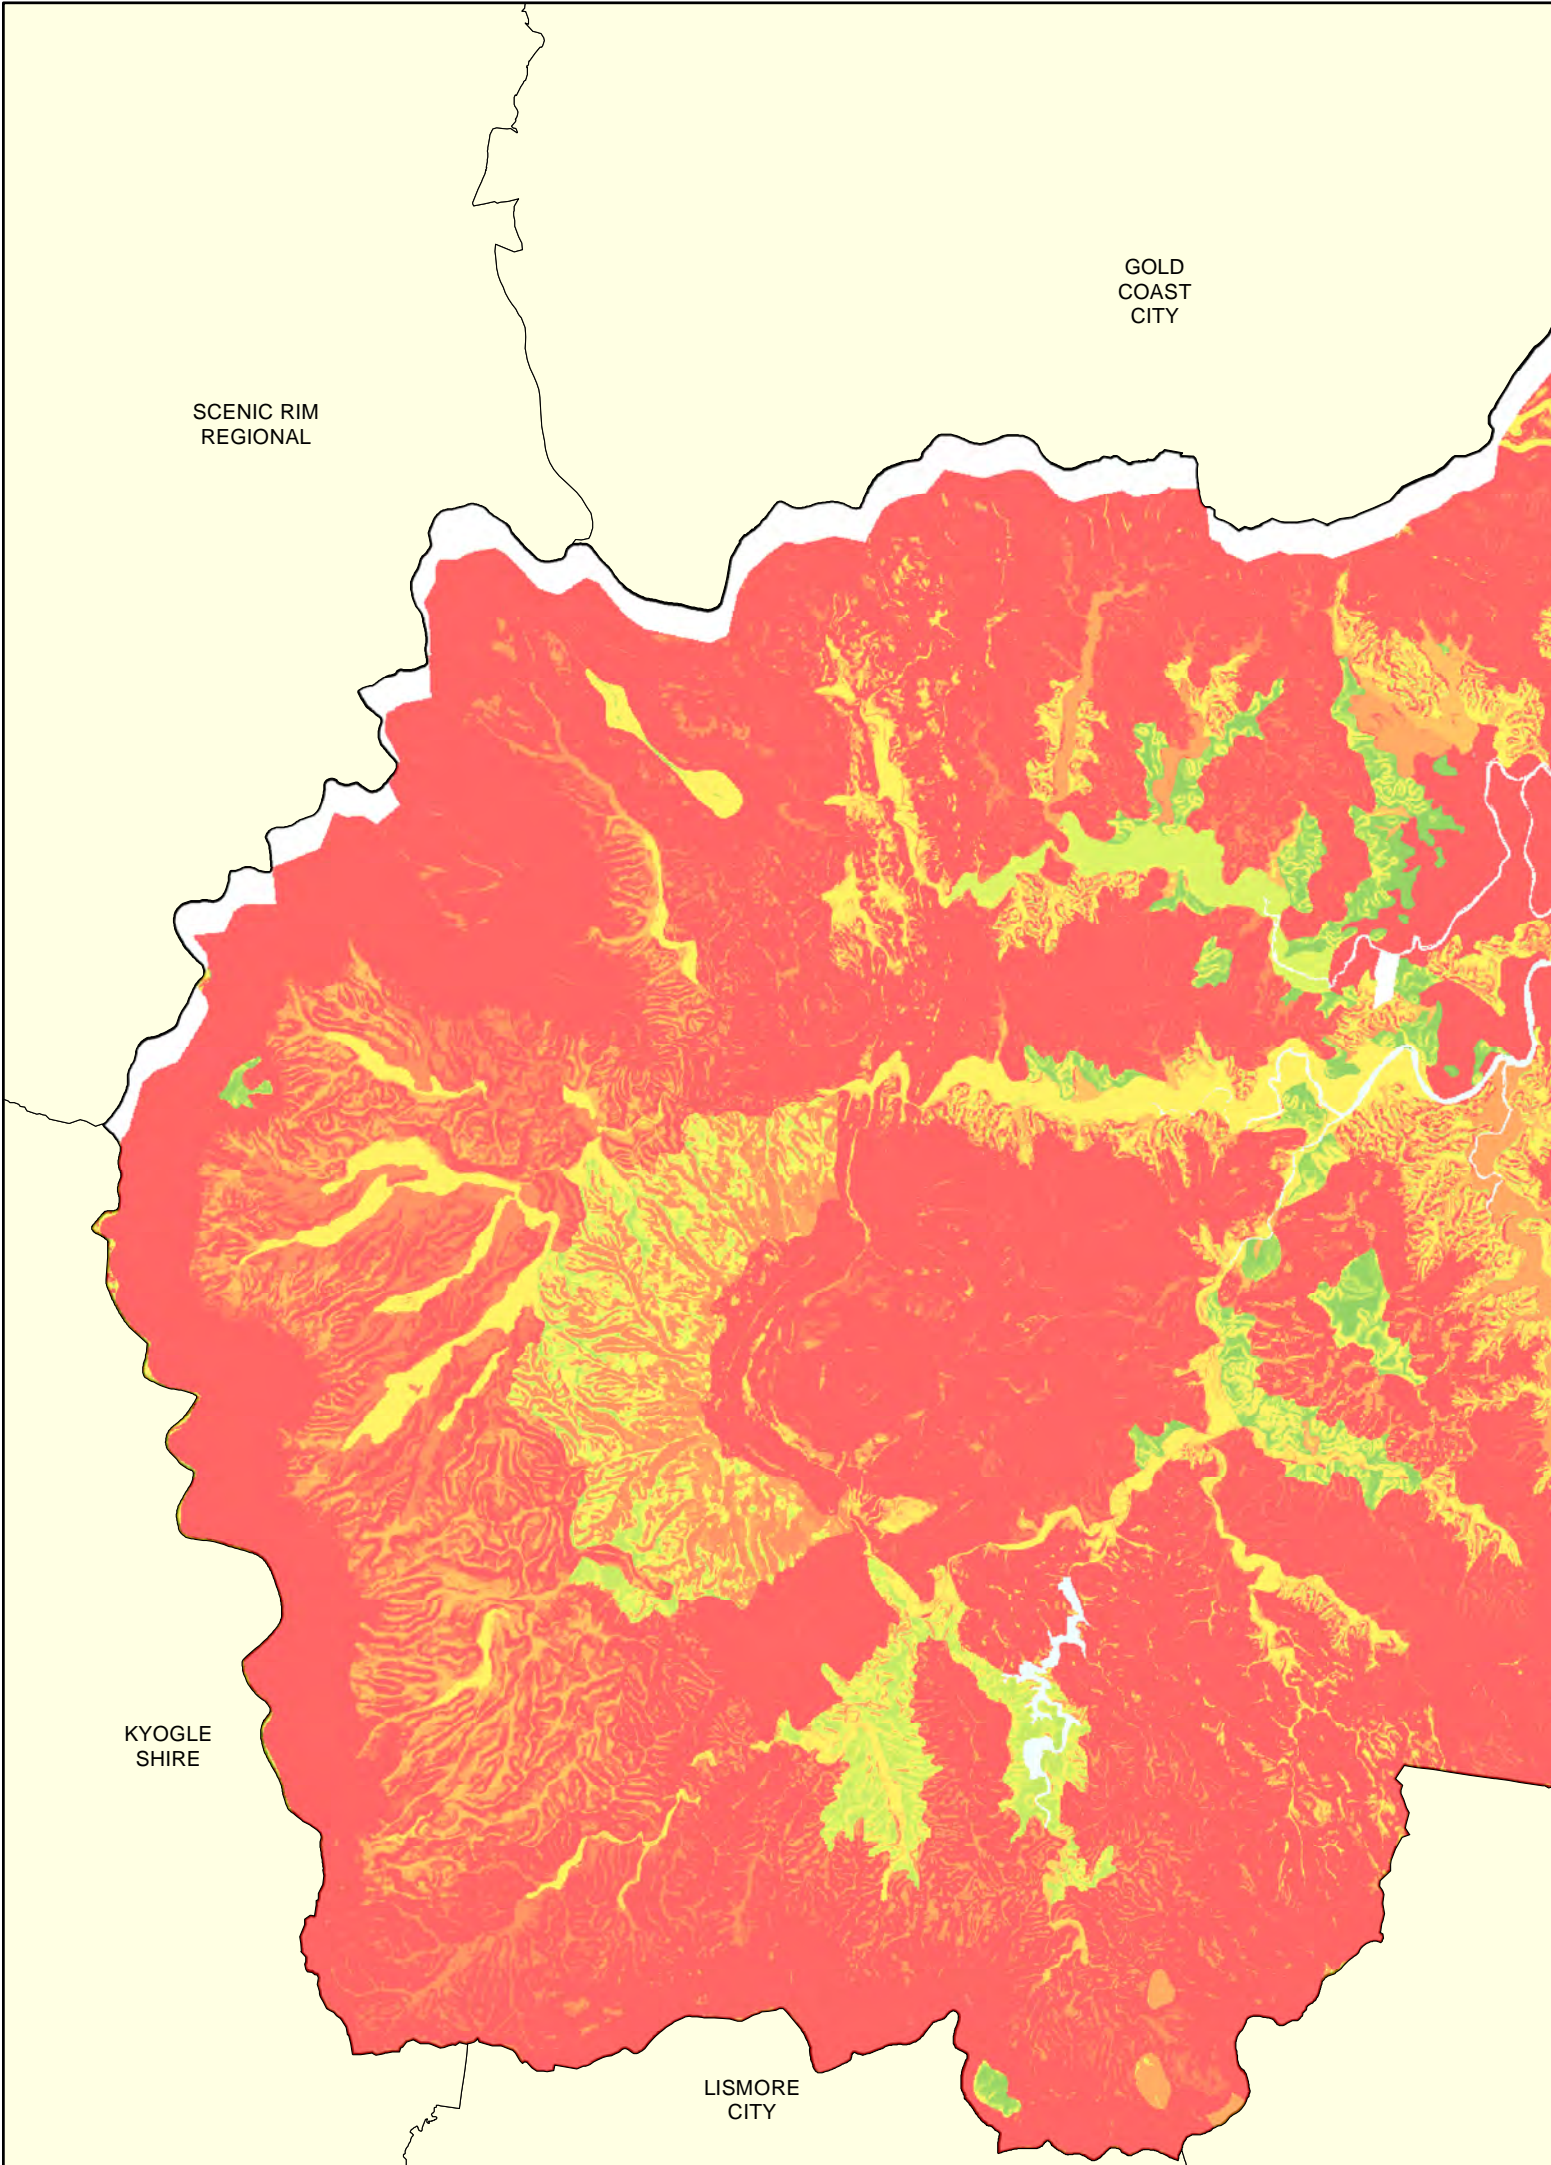 GOLD
COAST
CITY
SCENIC RIM
REGIONAL
KYOGLE
SHIRE
LISMORE
CITY